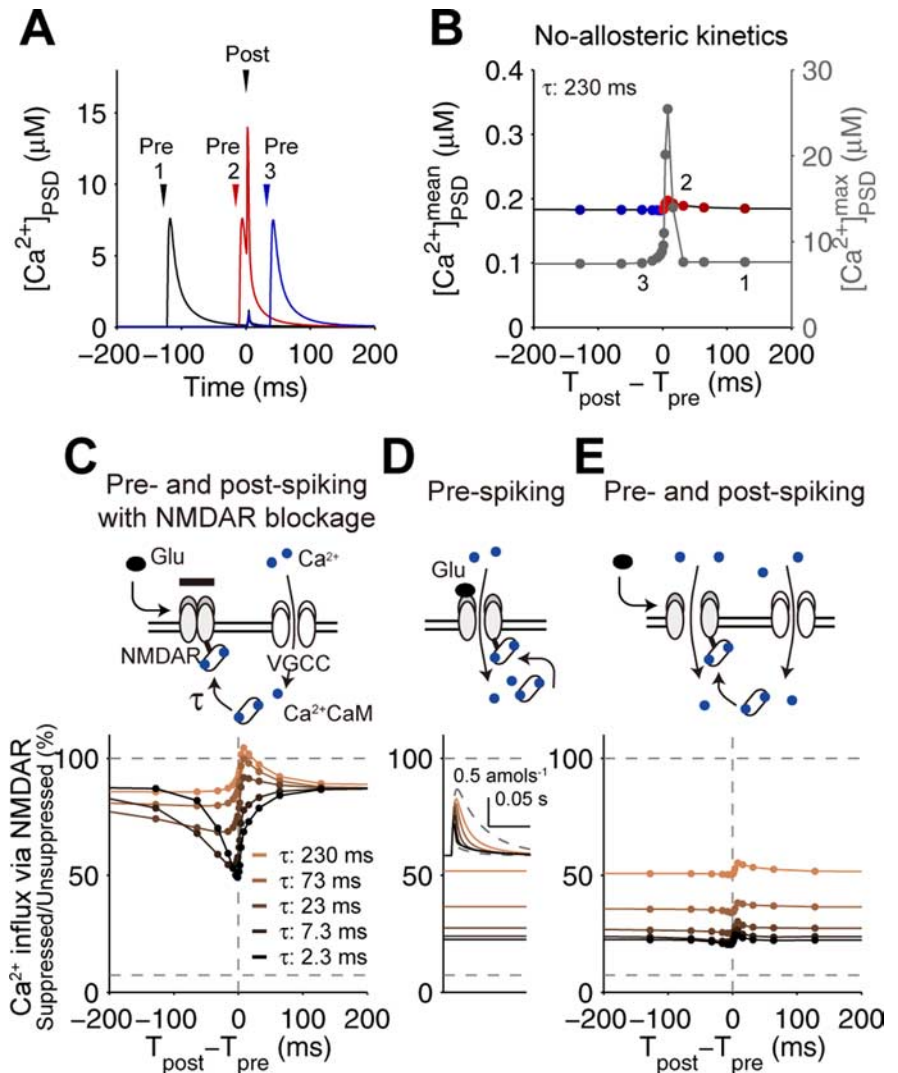 A
Post
Pre
1
Pre
2
Pre
3
[Ca²⁺]PSD (μM)
15
10
5
0
−200
−100
0
100
200
Time (ms)
B
No-allosteric kinetics
τ: 230 ms
[Ca²⁺]mean PSD (μM)
0.4
0.3
0.2
0.1
0
[Ca²⁺]max PSD (μM)
30
20
10
0
2
3
1
−200
−100
0
100
200
Tpost − Tpre (ms)
C
Pre- and post-spiking
with NMDAR blockage
Glu
Ca²⁺
NMDAR
VGCC
τ
Ca²⁺CaM
Ca²⁺ influx via NMDAR
Suppressed/Unsuppressed (%)
100
50
0
τ: 230 ms
τ: 73 ms
τ: 23 ms
τ: 7.3 ms
τ: 2.3 ms
−200
−100
0
100
200
Tpost−Tpre (ms)
D
Pre-spiking
Glu
100
0.5 amols⁻¹
0.05 s
50
0
E
Pre- and post-spiking
100
50
0
−200
−100
0
100
200
Tpost−Tpre (ms)